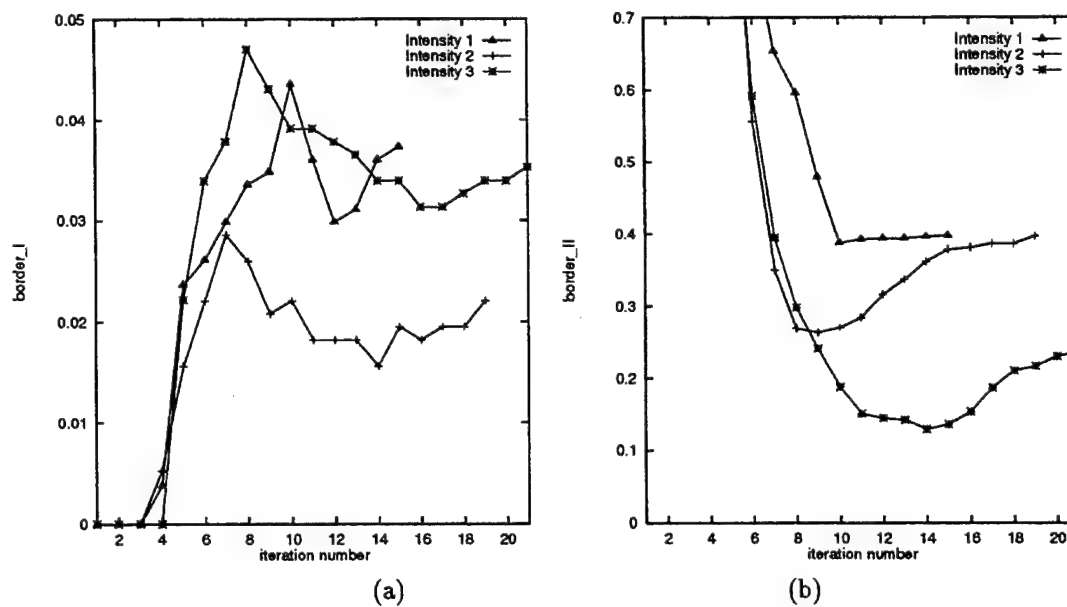 0.05
0.04
0.03
0.02
0.01
0
border_I
Intensity 1
Intensity 2
Intensity 3
2 4 6 8 10 12 14 16 18 20
iteration number
(a)
0.7
0.6
0.5
0.4
0.3
0.2
0.1
0
border_II
Intensity 1
Intensity 2
Intensity 3
2 4 6 8 10 12 14 16 18 20
iteration number
(b)